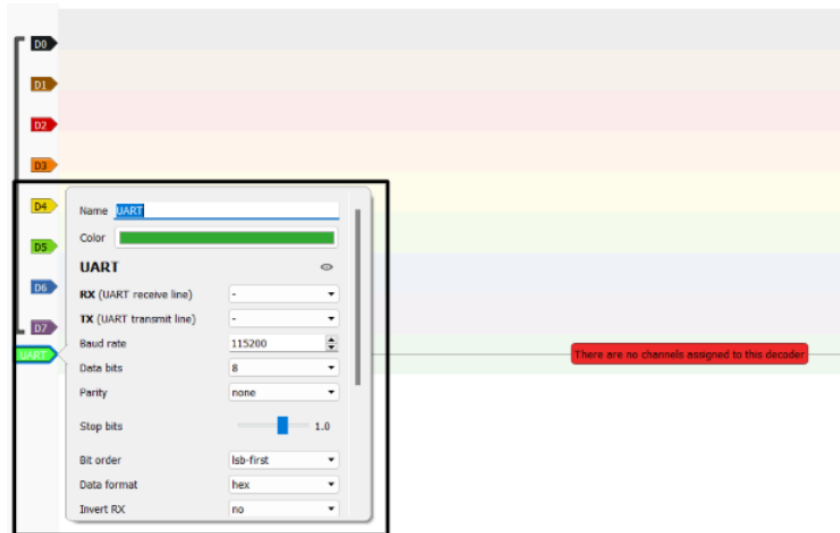 D0
D1
D2
D3
D4
D5
D6
D7
UART
Name UART
Color
UART
RX (UART receive line) -
TX (UART transmit line) -
Baud rate 115200
Data bits 8
Parity none
Stop bits 1.0
Bit order lsb-first
Data format hex
Invert RX no
There are no channels assigned to this decoder